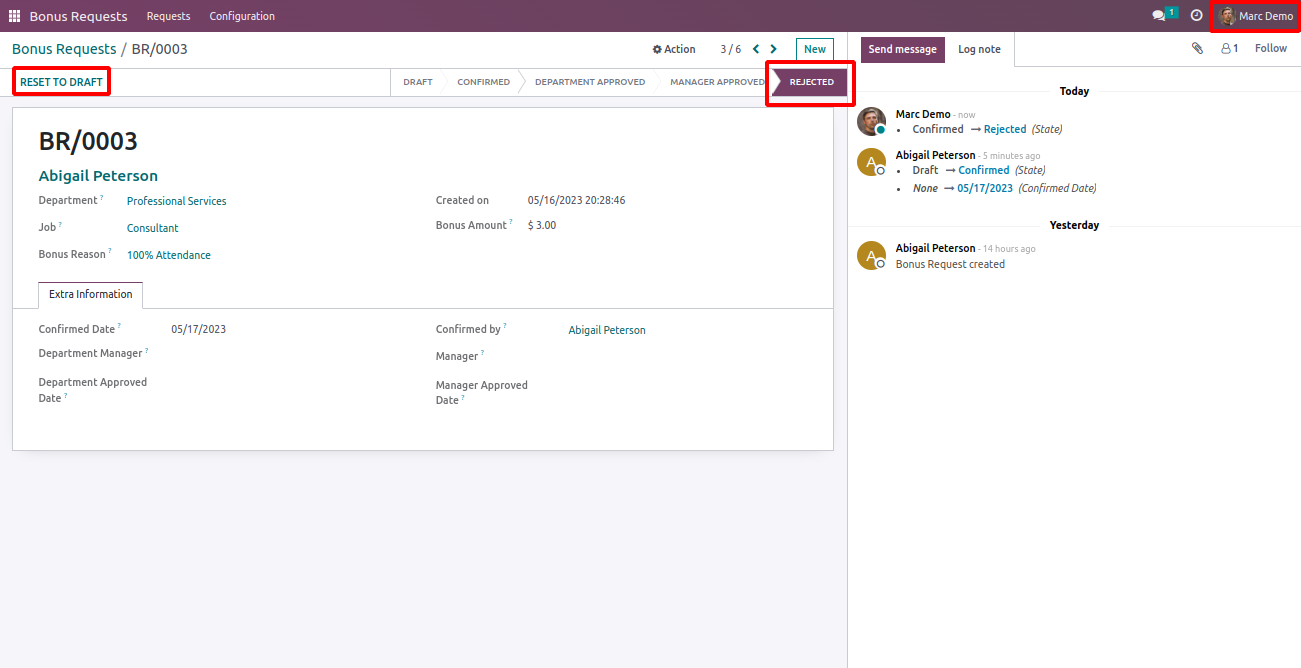 Bonus Requests Requests Configuration 1 Marc Demo
Bonus Requests / BR/0003 Action 3 / 6 New Send message Log note 1 Follow
RESET TO DRAFT DRAFT CONFIRMED DEPARTMENT APPROVED MANAGER APPROVED REJECTED
BR/0003
Abigail Peterson
Department ? Professional Services Created on 05/16/2023 20:28:46
Job ? Consultant Bonus Amount ? $ 3.00
Bonus Reason ? 100% Attendance
Extra Information
Confirmed Date ? 05/17/2023 Confirmed by ? Abigail Peterson
Department Manager ? Manager ?
Department Approved Manager Approved
Date ? Date ?
Today
Marc Demo - now
• Confirmed → Rejected (State)
A Abigail Peterson - 5 minutes ago
• Draft → Confirmed (State)
• None → 05/17/2023 (Confirmed Date)
Yesterday
A Abigail Peterson - 14 hours ago
Bonus Request created